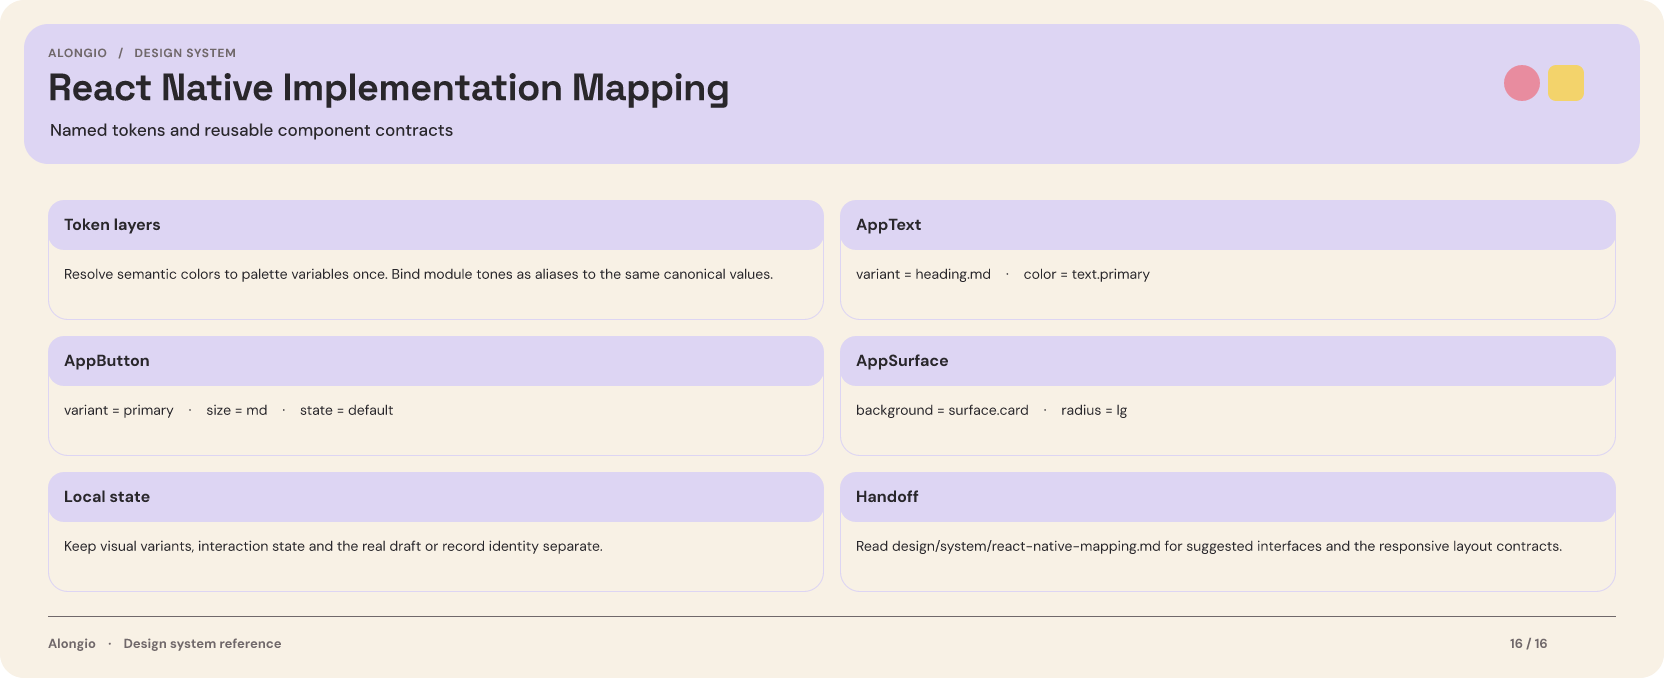 ALONGIO / DESIGN SYSTEM
React Native Implementation Mapping
Named tokens and reusable component contracts
Token layers
Resolve semantic colors to palette variables once. Bind module tones as aliases to the same canonical values.
AppText
variant = heading.md · color = text.primary
AppButton
variant = primary · size = md · state = default
AppSurface
background = surface.card · radius = lg
Local state
Keep visual variants, interaction state and the real draft or record identity separate.
Handoff
Read design/system/react-native-mapping.md for suggested interfaces and the responsive layout contracts.
Alongio · Design system reference
16 / 16